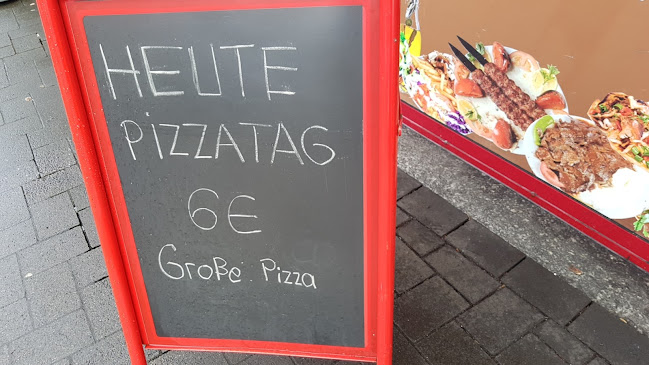 HEUTE
PIZZATAG
6€
Große Pizza